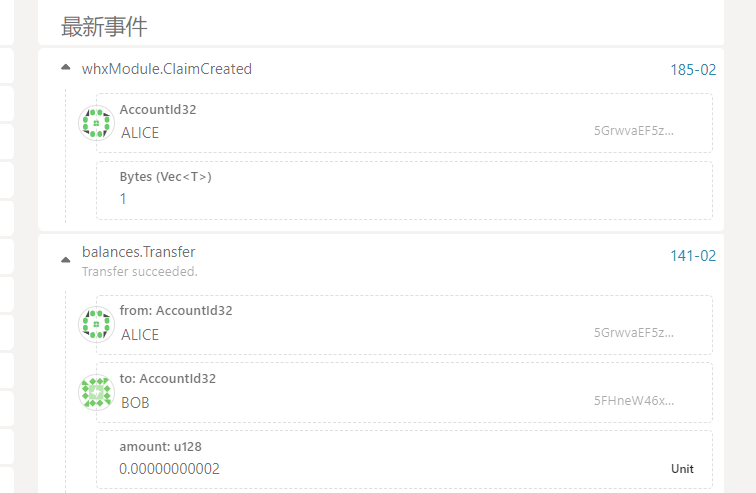 最新事件
whxModule.ClaimCreated 185-02
AccountId32
ALICE 5GrwvaEF5z...
Bytes (Vec<T>)
1
balances.Transfer 141-02
Transfer succeeded.
from: AccountId32
ALICE 5GrwvaEF5z...
to: AccountId32
BOB 5FHneW46x...
amount: u128
0.00000000002 Unit